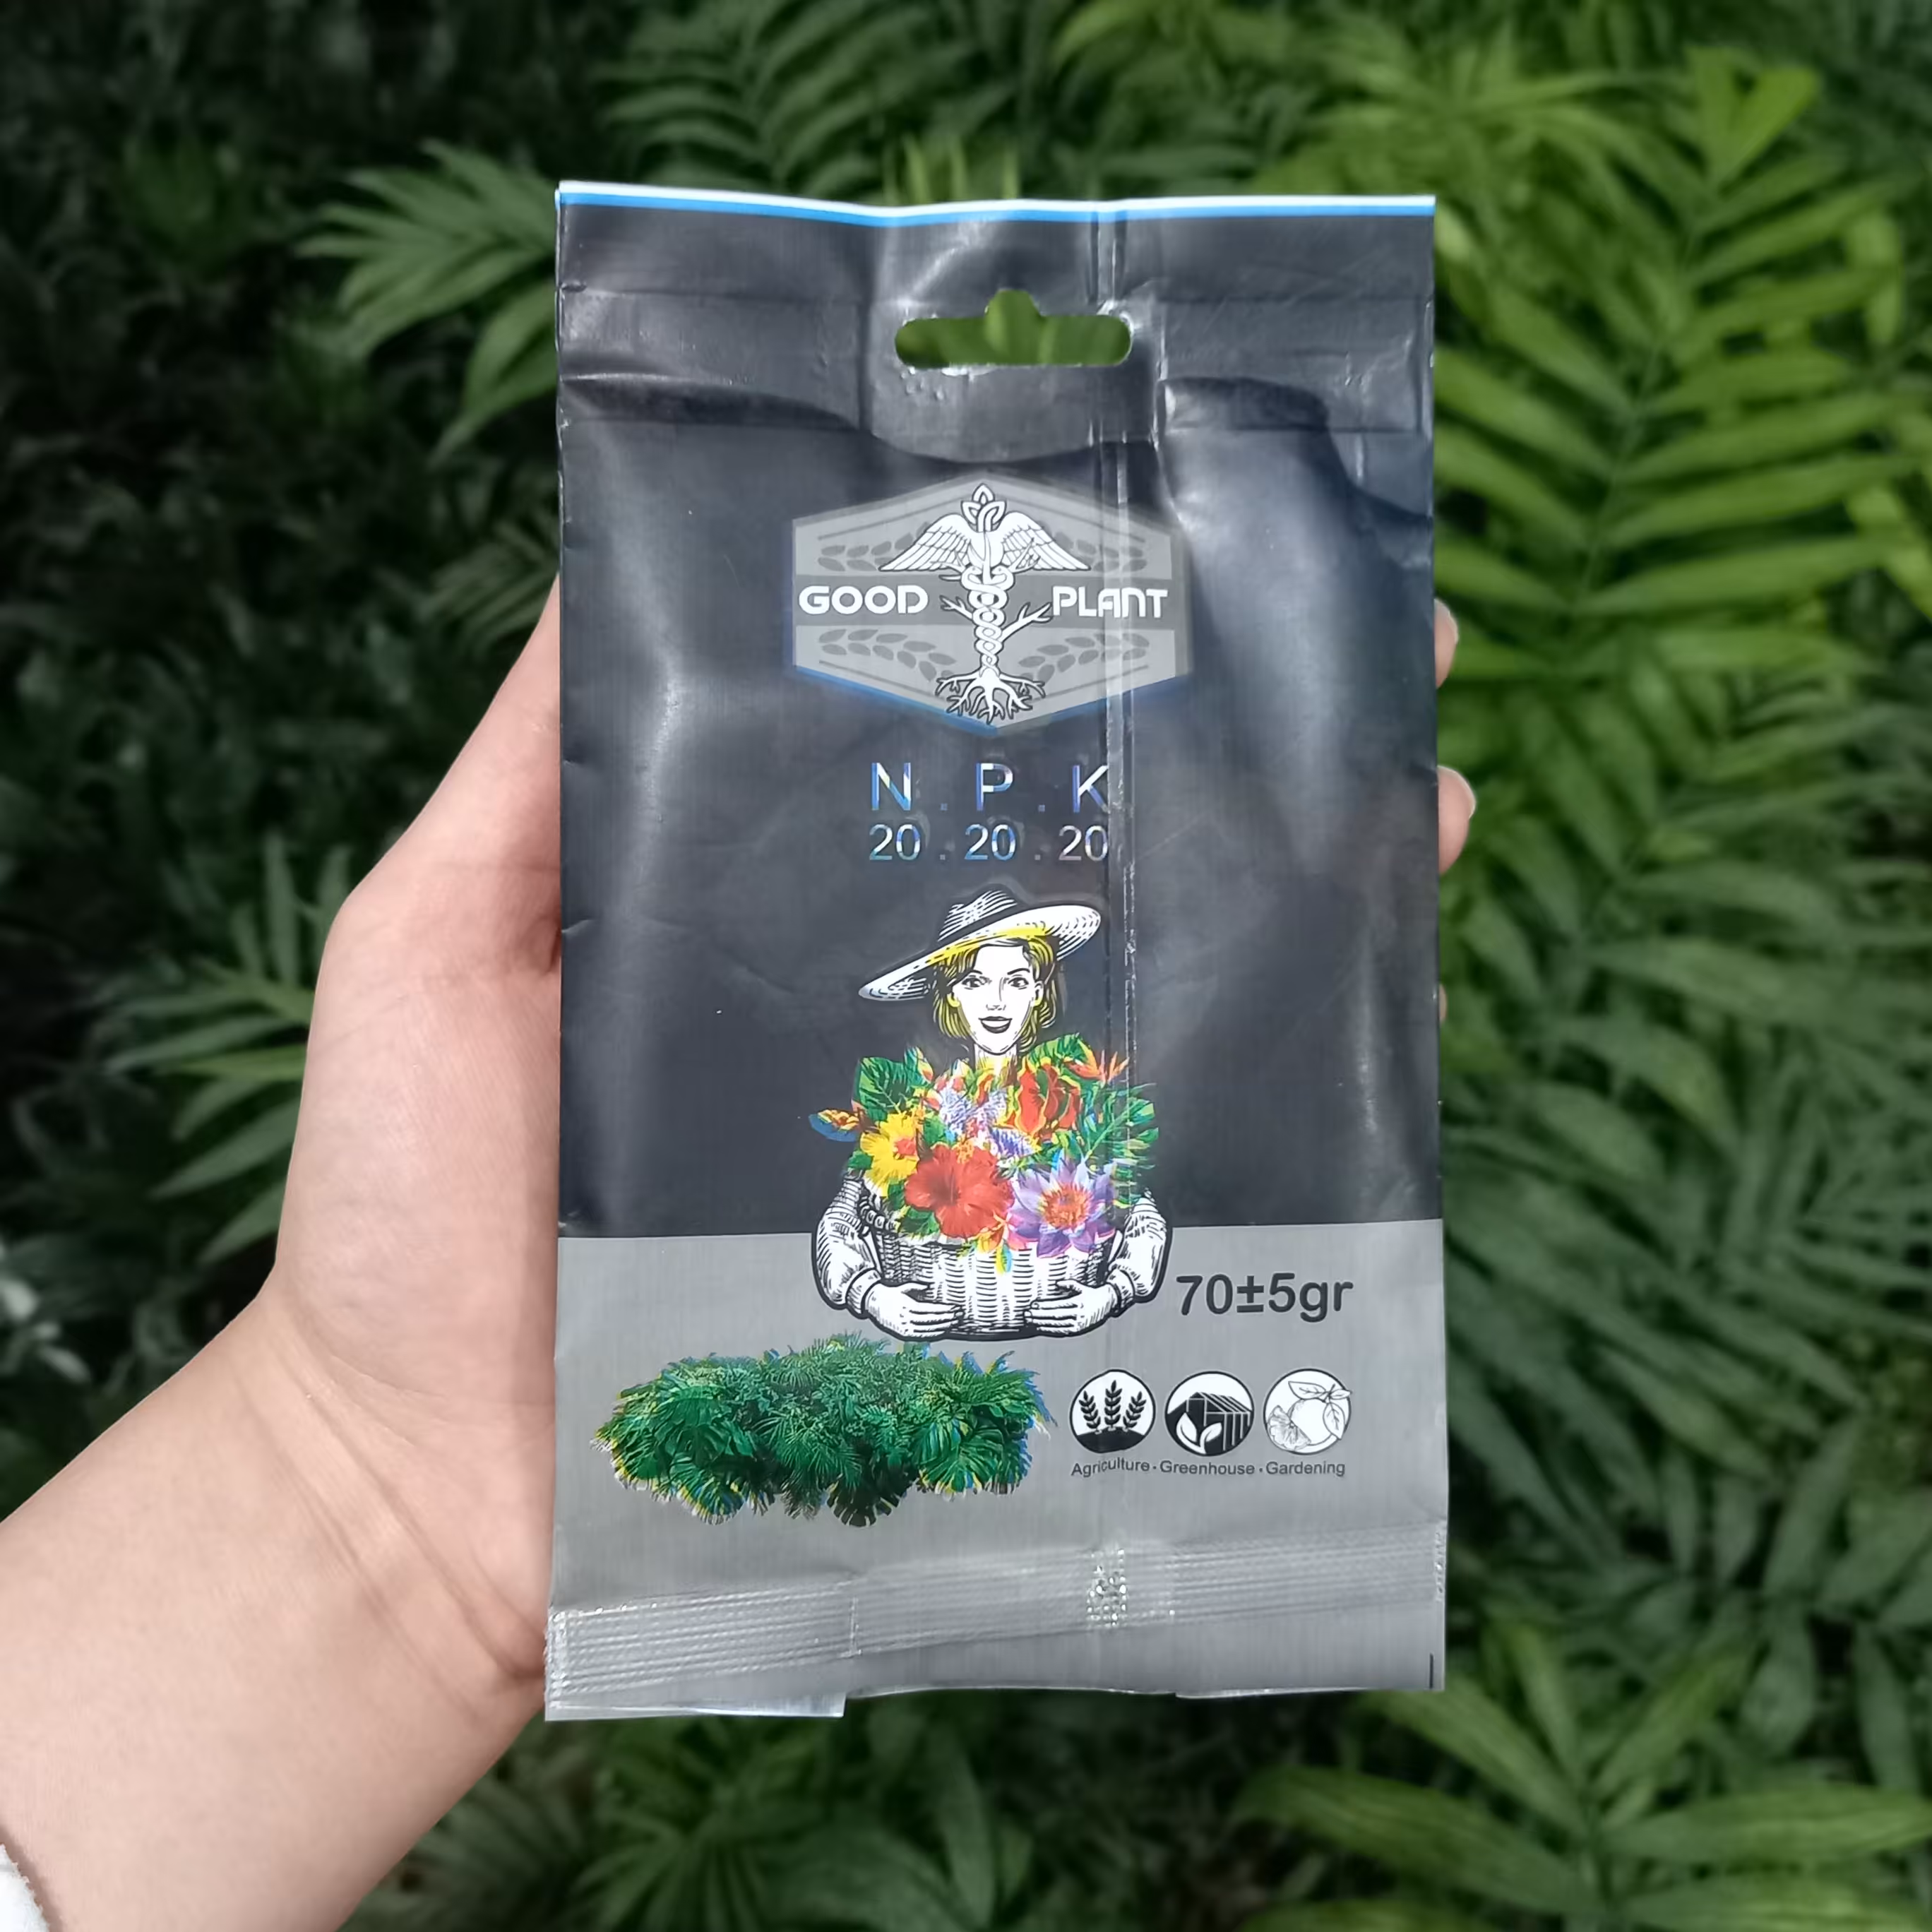 GOOD PLANT
N . P . K
20 . 20 . 20
70±5gr
Agriculture · Greenhouse · Gardening